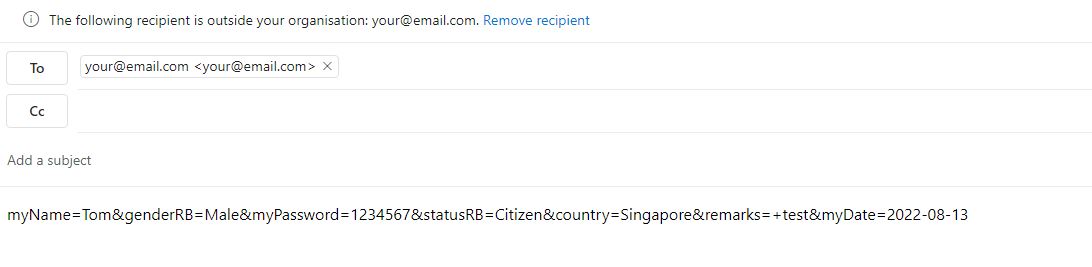 The following recipient is outside your organisation: your@email.com. Remove recipient
To
your@email.com <your@email.com>
Cc
Add a subject
myName=Tom&genderRB=Male&myPassword=1234567&statusRB=Citizen&country=Singapore&remarks=+test&myDate=2022-08-13